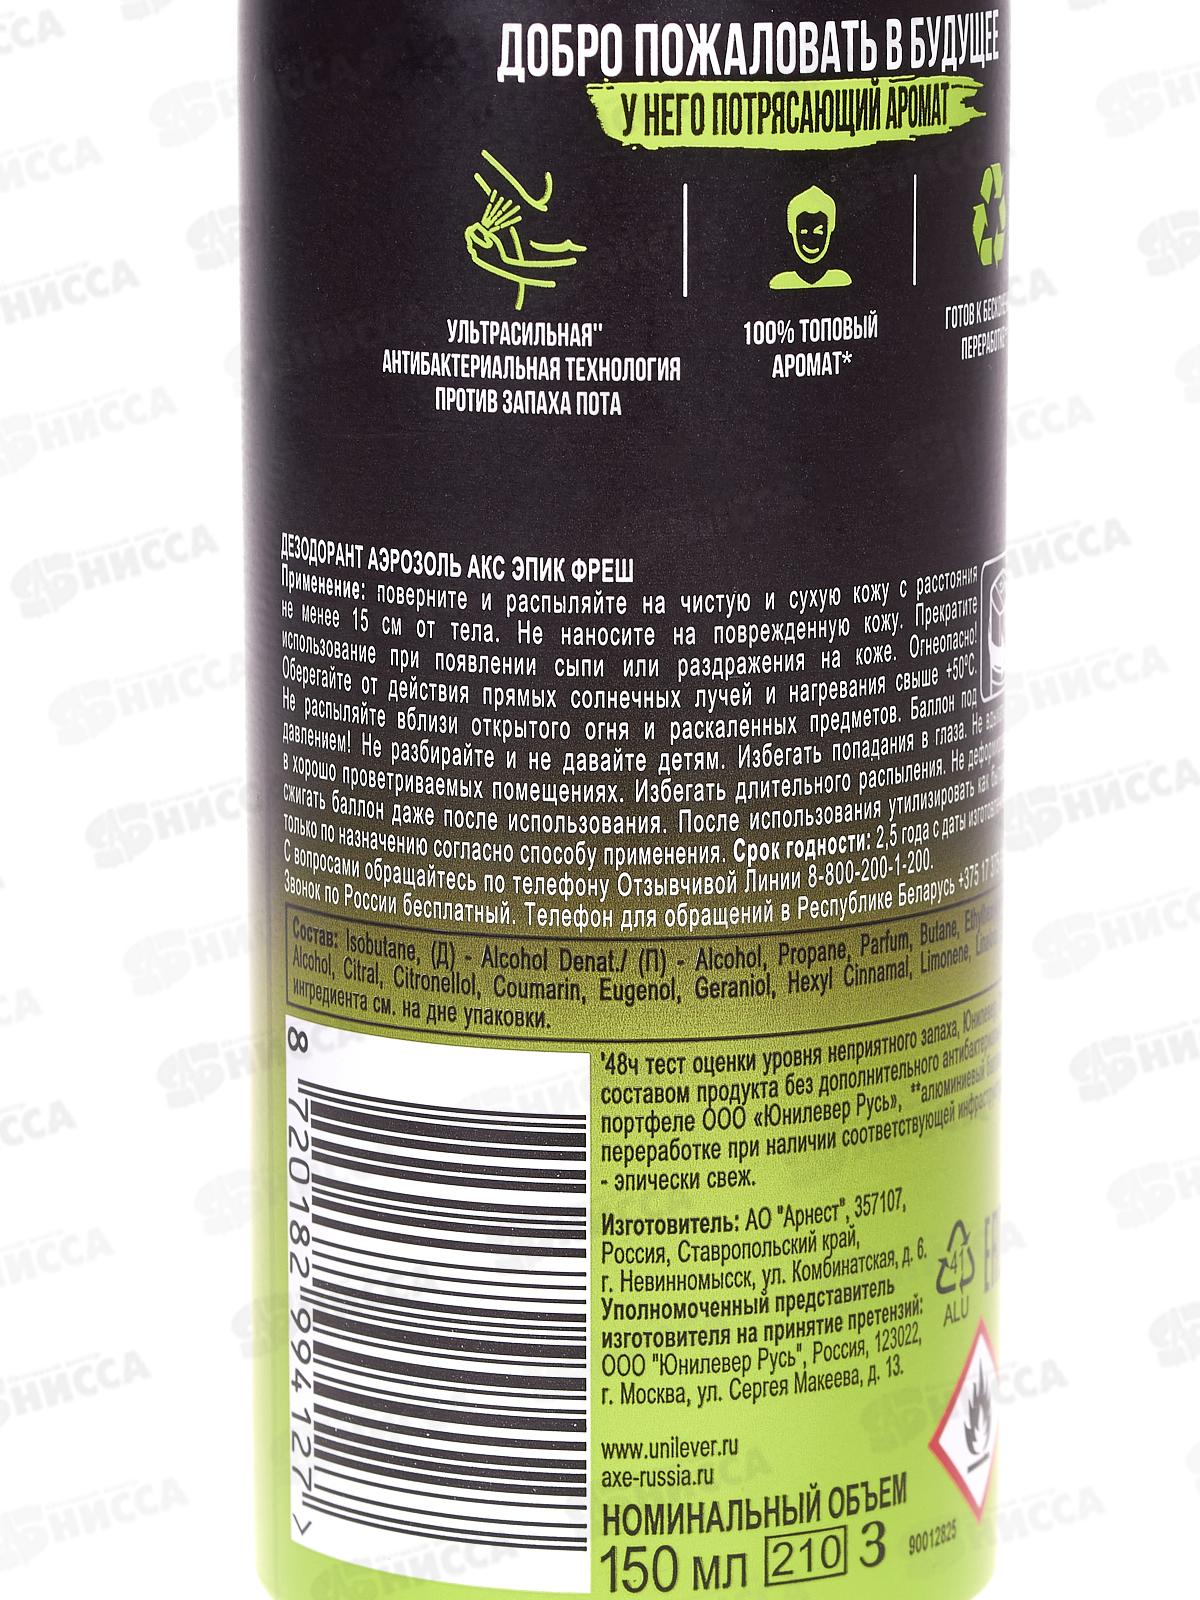 ДОБРО ПОЖАЛОВАТЬ В БУДУЩЕЕ
У НЕГО ПОТРЯСАЮЩИЙ АРОМАТ
УЛЬТРАСИЛЬНАЯ"
АНТИБАКТЕРИАЛЬНАЯ ТЕХНОЛОГИЯ
ПРОТИВ ЗАПАХА ПОТА
100% ТОПОВЫЙ
АРОМАТ*
ГОТОВ К
ДЕЗОДОРАНТ АЭРОЗОЛЬ АКС ЭПИК ФРЕШ
Применение: поверните и распыляйте на чистую и сухую кожу с расстояния
не менее 15 см от тела. Не наносите на поврежденную кожу. Прекратите
использование при появлении сыпи или раздражения на коже. Огнеопасно!
Оберегайте от действия прямых солнечных лучей и нагревания свыше +50°С.
Не распыляйте вблизи открытого огня и раскаленных предметов. Баллон под
давлением! Не разбирайте и не давайте детям. Избегать попадания в глаза. Не
в хорошо проветриваемых помещениях. Избегать длительного распыления. Не
сжигать баллон даже после использования. После использования утилизировать как
только по назначению согласно способу применения. Срок годности: 2,5 года с даты
С вопросами обращайтесь по телефону Отзывчивой Линии 8-800-200-1-200.
Звонок по России бесплатный. Телефон для обращений в Республике Беларусь +375 17
Состав: Isobutane, (Д) - Alcohol Denat./ (П) - Alcohol, Propane, Parfum, Butane,
Alcohol, Citral, Citronellol, Coumarin, Eugenol, Geraniol, Hexyl Cinnamal, Limonene,
ингредиента см. на дне упаковки.
'48ч тест оценки уровня неприятного запаха,
составом продукта без дополнительного
портфеле ООО «Юнилевер Русь», **алюминиевый
переработке при наличии соответствующей
- эпически свеж.
Изготовитель: АО "Арнест", 357107,
Россия, Ставропольский край,
г. Невинномысск, ул. Комбинатская, д. 6.
Уполномоченный представитель
изготовителя на принятие претензий:
ООО "Юнилевер Русь", Россия, 123022,
г. Москва, ул. Сергея Макеева, д. 13.
41
ALU
www.unilever.ru
axe-russia.ru
НОМИНАЛЬНЫЙ ОБЪЕМ
150 мл 210 3 90012825
8 720182 994127 >
НИССА